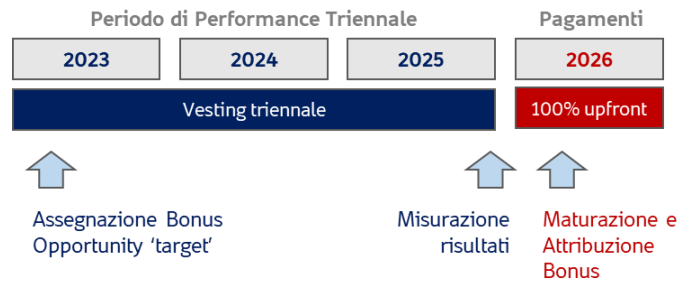 Periodo di Performance Triennale
Pagamenti
2023
2024
2025
2026
Vesting triennale
100% upfront
Assegnazione Bonus
Opportunity ‘target’
Misurazione
risultati
Maturazione e
Attribuzione
Bonus